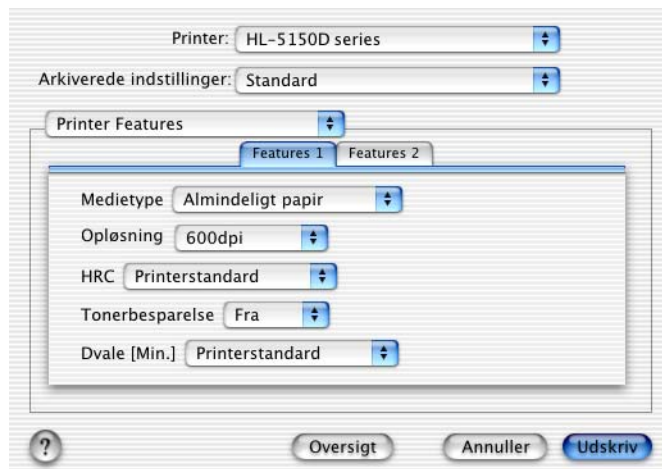 Printer: HL-5150D series
Arkiverede indstillinger: Standard
Printer Features
Features 1 Features 2
Medietype Almindeligt papir
Opløsning 600dpi
HRC Printerstandard
Tonerbesparelse Fra
Dvale [Min.] Printerstandard
? Oversigt Annuller Udskriv